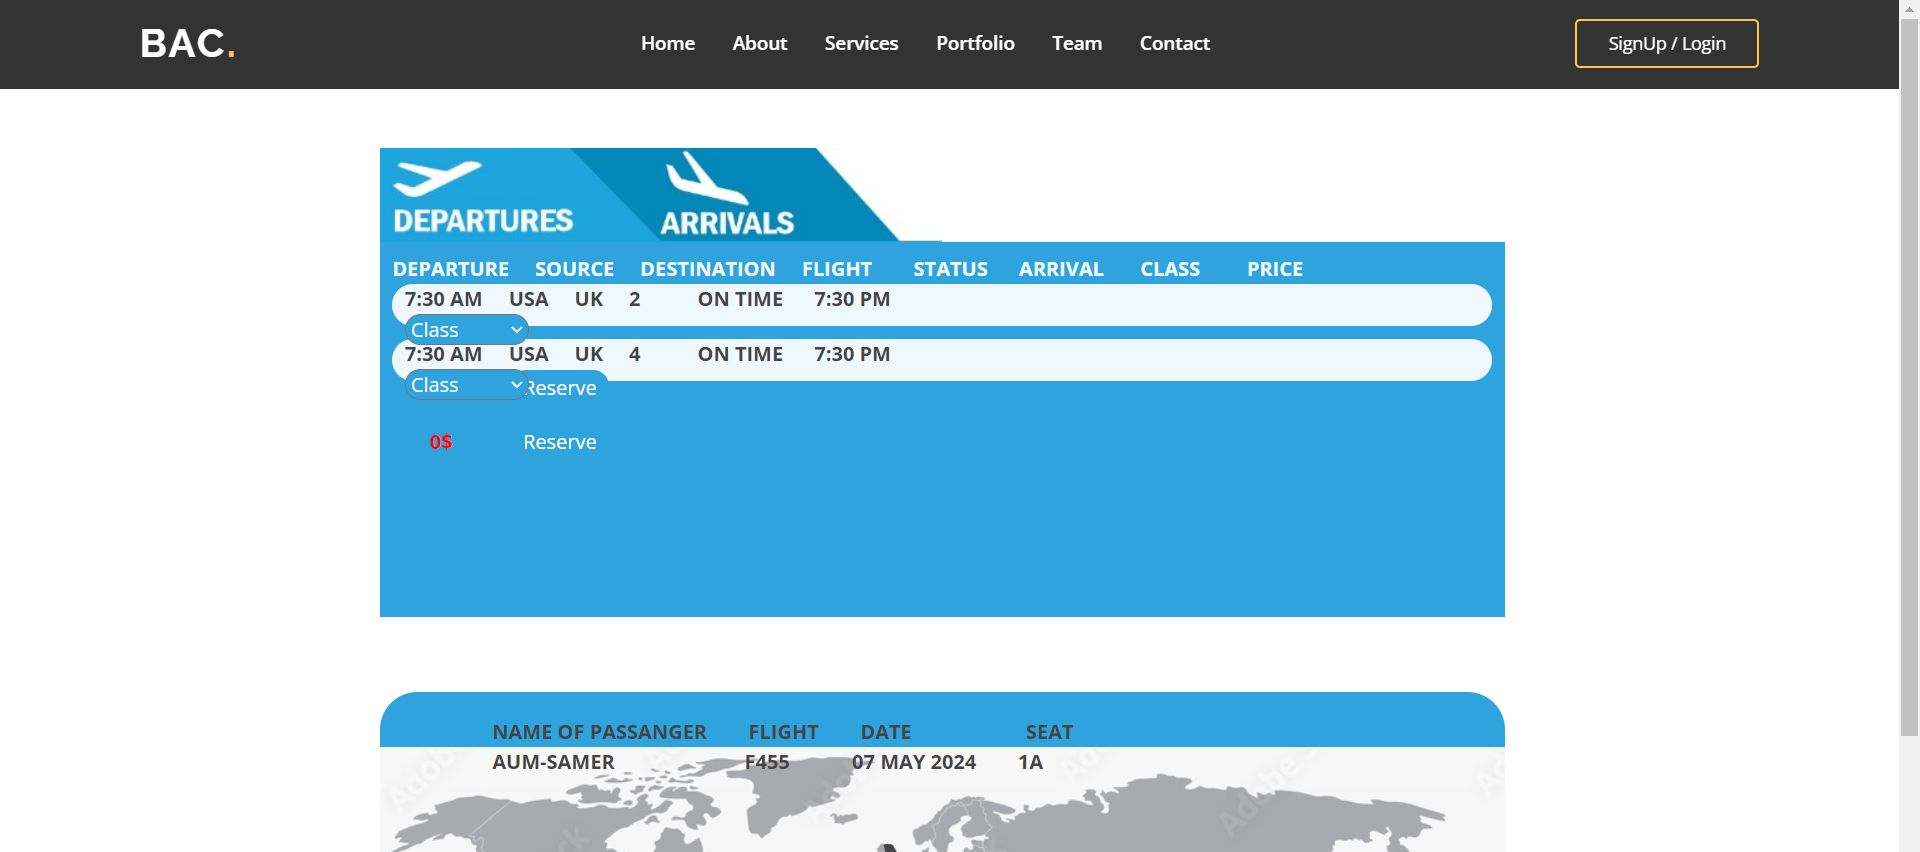 BAC.
Home About Services Portfolio Team Contact
SignUp / Login
DEPARTURES
ARRIVALS
DEPARTURE SOURCE DESTINATION FLIGHT STATUS ARRIVAL CLASS PRICE
7:30 AM USA UK 2 ON TIME 7:30 PM
Class
7:30 AM USA UK 4 ON TIME 7:30 PM
Class Reserve
0$ Reserve
NAME OF PASSANGER FLIGHT DATE SEAT
AUM-SAMER F455 07 MAY 2024 1A